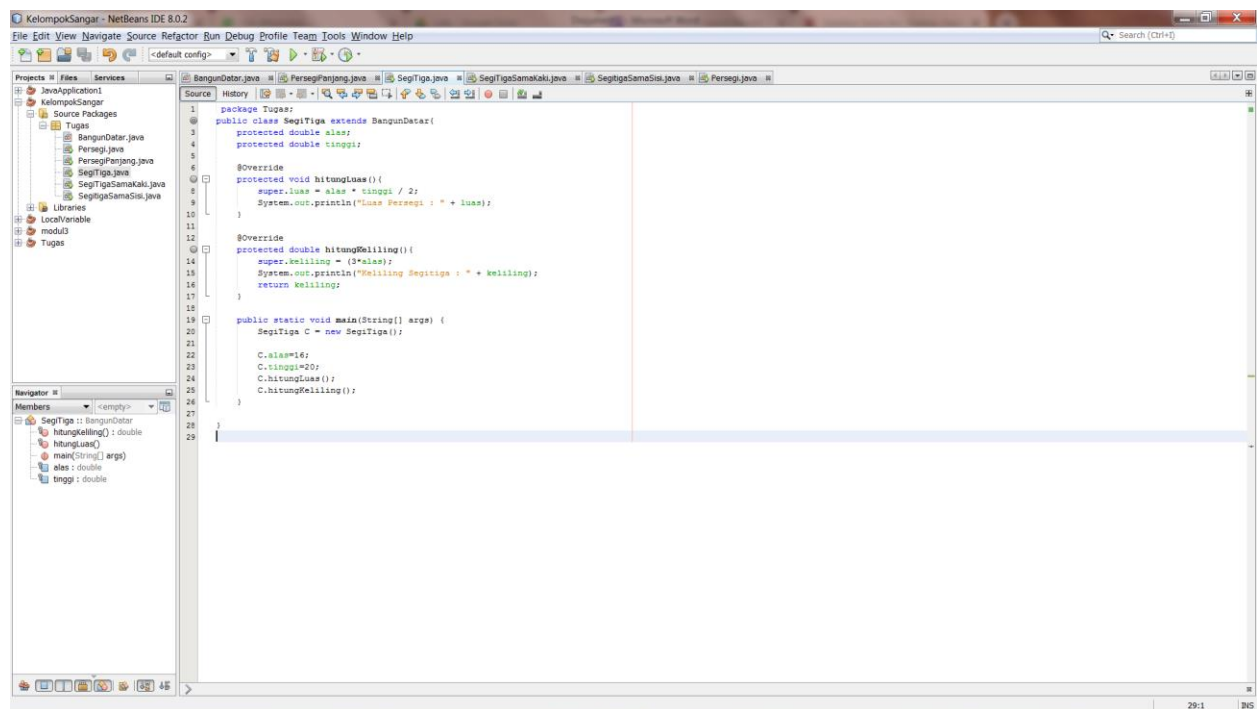 KelompokSangar - NetBeans IDE 8.0.2
File Edit View Navigate Source Refactor Run Debug Profile Team Tools Window Help
Search (Ctrl+I)
<default config>
Projects Files Services
JavaApplication1
KelompokSangar
Source Packages
Tugas
BangunDatar.java
Persegi.java
PersegiPanjang.java
SegiTiga.java
SegiTigaSamaKaki.java
SegitigaSamaSisi.java
Libraries
LocalVariable
modul3
Tugas
Navigator
Members <empty>
SegiTiga :: BangunDatar
hitungKeliling() : double
hitungLuas()
main(String[] args)
alas : double
tinggi : double
BangunDatar.java PersegiPanjang.java SegiTiga.java SegiTigaSamaKaki.java SegitigaSamaSisi.java Persegi.java
Source History
1 package Tugas;
public class SegiTiga extends BangunDatar{
3 protected double alas;
4 protected double tinggi;
5
6 @Override
protected void hitungLuas(){
8 super.luas = alas * tinggi / 2;
9 System.out.println("Luas Persegi : " + luas);
10 }
11
12 @Override
protected double hitungKeliling(){
14 super.keliling = (3*alas);
15 System.out.println("Keliling Segitiga : " + keliling);
16 return keliling;
17 }
18
19 public static void main(String[] args) {
20 SegiTiga C = new SegiTiga();
21
22 C.alas=16;
23 C.tinggi=20;
24 C.hitungLuas();
25 C.hitungKeliling();
26 }
27
28 }
29
29:1 INS